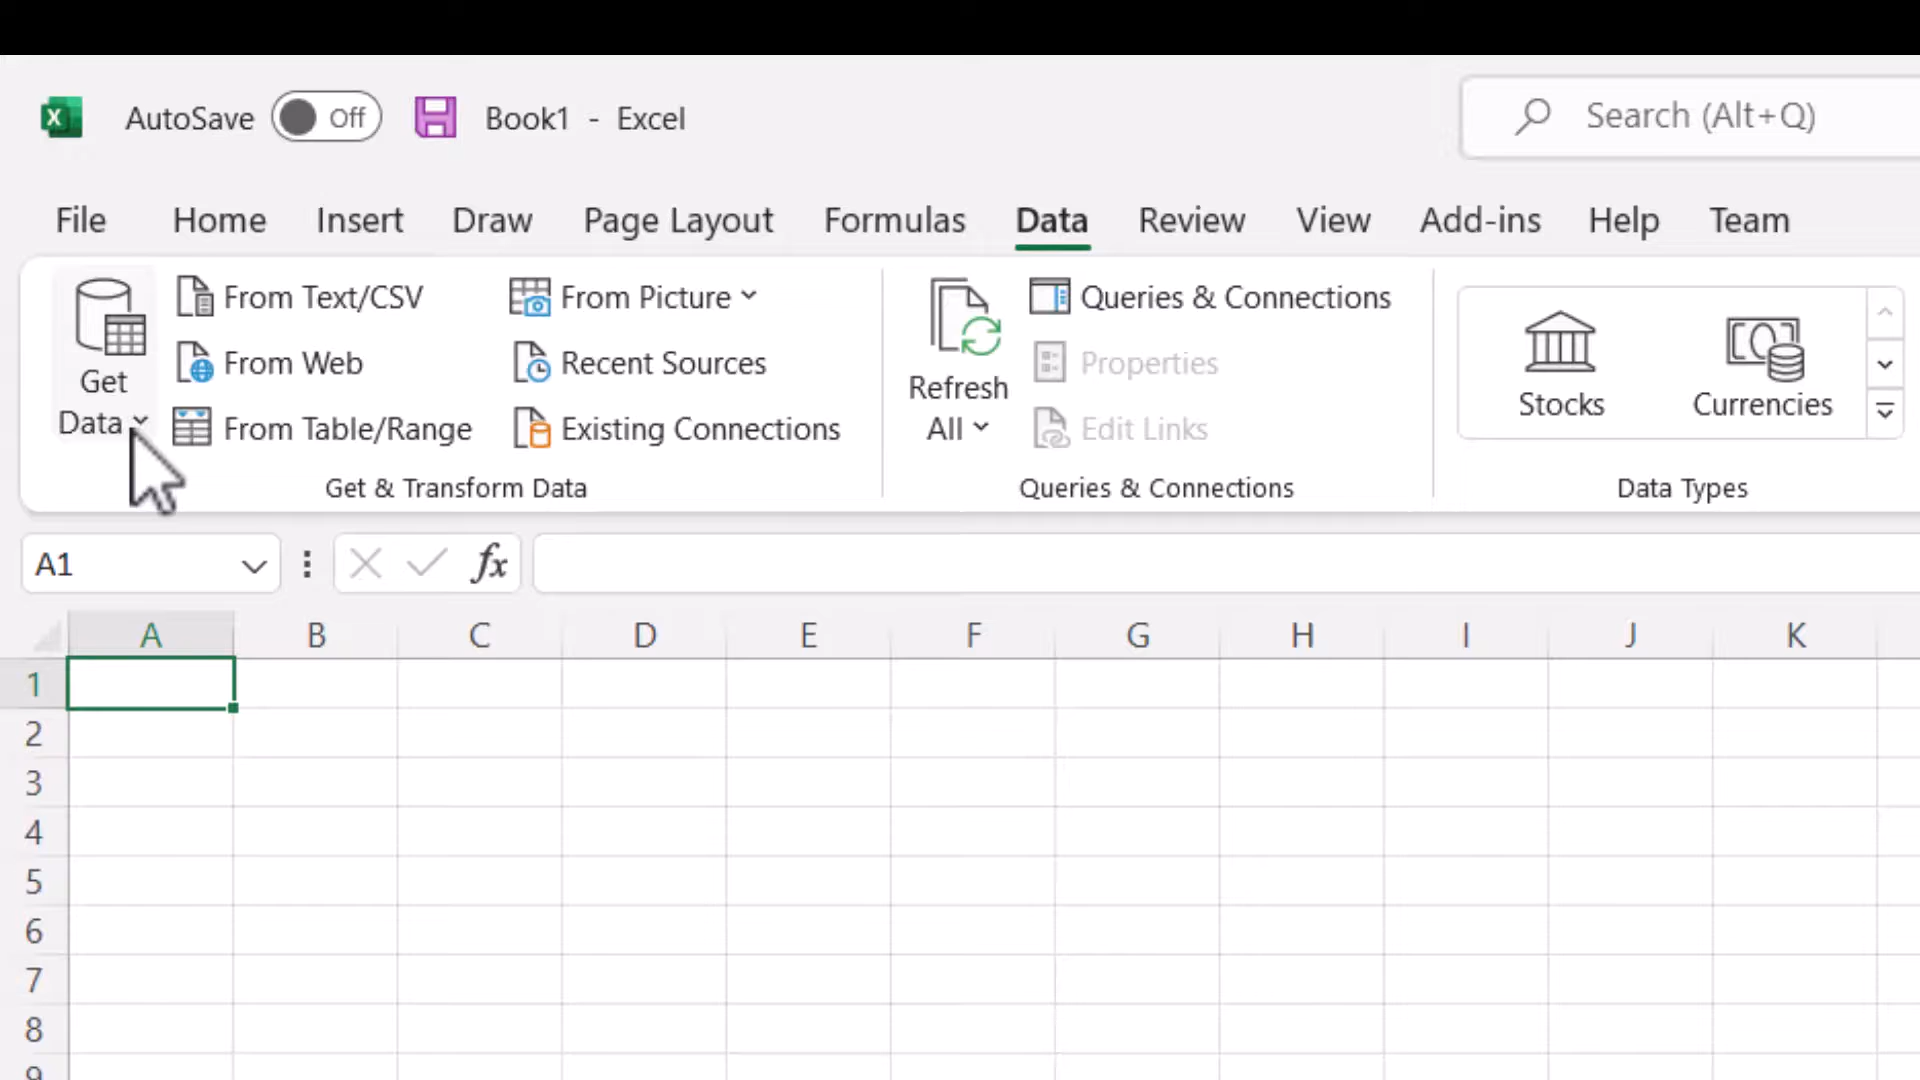 AutoSave Off Book1 - Excel Search (Alt+Q)
File Home Insert Draw Page Layout Formulas Data Review View Add-ins Help Team
Get
Data
From Text/CSV
From Web
From Table/Range
From Picture
Recent Sources
Existing Connections
Get & Transform Data
Refresh
All
Queries & Connections
Properties
Edit Links
Queries & Connections
Stocks
Currencies
Data Types
A1 fx
A B C D E F G H I J K
1
2
3
4
5
6
7
8
9